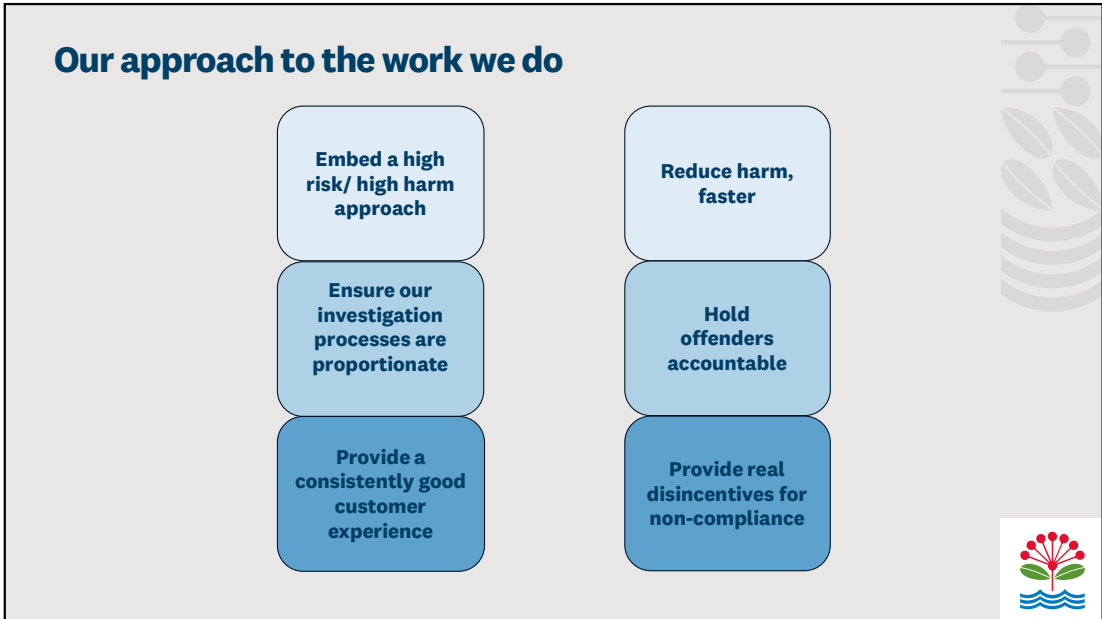 Our approach to the work we do
Embed a high
risk/ high harm
approach
Ensure our
investigation
processes are
proportionate
Provide a
consistently good
customer
experience
Reduce harm,
faster
Hold
offenders
accountable
Provide real
disincentives for
non-compliance